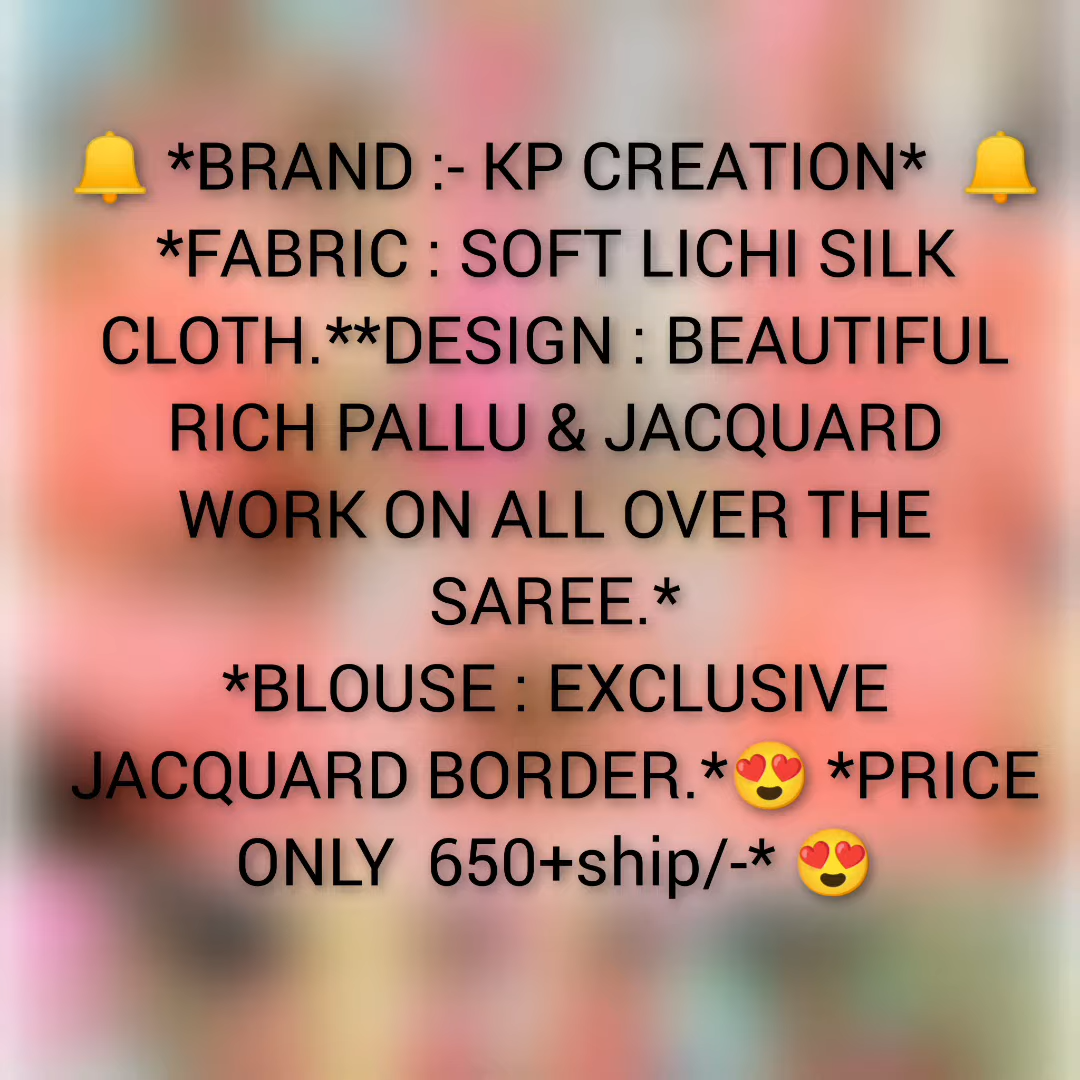 🔔 *BRAND :- KP CREATION* 🔔
*FABRIC : SOFT LICHI SILK
CLOTH.**DESIGN : BEAUTIFUL
RICH PALLU & JACQUARD
WORK ON ALL OVER THE
SAREE.*
*BLOUSE : EXCLUSIVE
JACQUARD BORDER.*😍 *PRICE
ONLY  650+ship/-* 😍